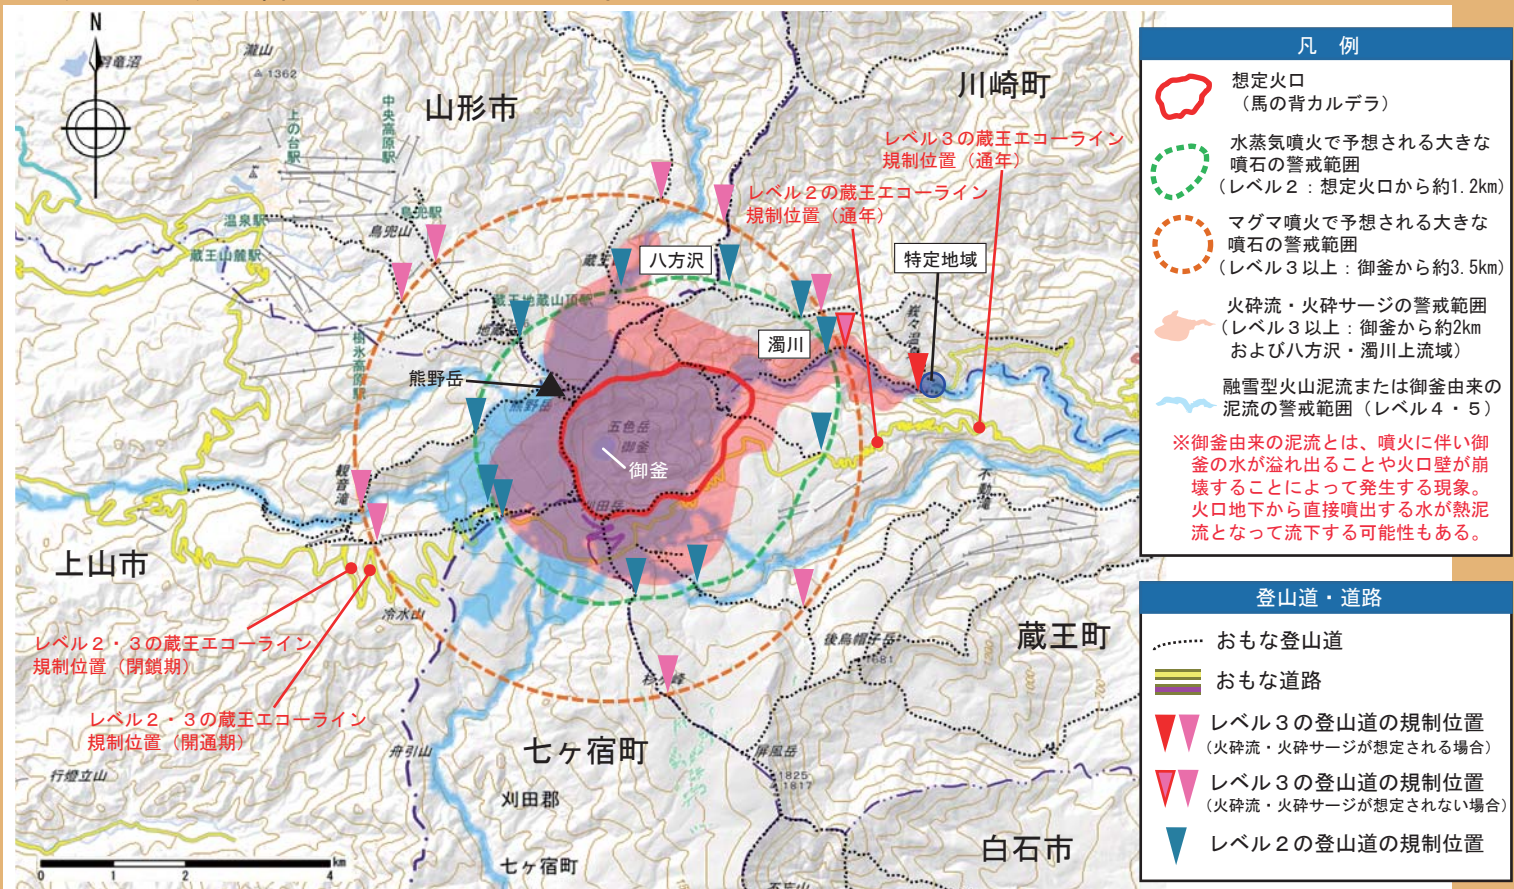 N
羽竜沼
瀧山
1362
上の台駅
中央高原駅
山形市
川崎町
レベル3の蔵王エコーライン
規制位置（通年）
レベル2の蔵王エコーライン
規制位置（通年）
温泉駅
蔵王山麓駅
鳥兜駅
鳥兜山
八方沢
特定地域
蔵王地蔵山頂駅
樹氷高原駅
濁川
峩々温
熊野岳
熊野岳
五色岳
御釜
御釜
刈田岳
観音滝
不動滝
上山市
冷水山
レベル2・3の蔵王エコーライン
規制位置（閉鎖期）
レベル2・3の蔵王エコーライン
規制位置（開通期）
後烏帽子岳
1681
蔵王町
杉ヶ峰
舟引山
七ヶ宿町
屏風岳
1825
1817
行燈立山
刈田郡
七ヶ宿町
白石市
不忘山
0 1 2 4
km
凡 例
想定火口
（馬の背カルデラ）
水蒸気噴火で予想される大きな
噴石の警戒範囲
（レベル2：想定火口から約1.2km）
マグマ噴火で予想される大きな
噴石の警戒範囲
（レベル3以上：御釜から約3.5km）
火砕流・火砕サージの警戒範囲
（レベル3以上：御釜から約2km
および八方沢・濁川上流域）
融雪型火山泥流または御釜由来の
泥流の警戒範囲（レベル4・5）
※御釜由来の泥流とは、噴火に伴い御
釜の水が溢れ出ることや火口壁が崩
壊することによって発生する現象。
火口地下から直接噴出する水が熱泥
流となって流下する可能性もある。
登山道・道路
おもな登山道
おもな道路
レベル3の登山道の規制位置
（火砕流・火砕サージが想定される場合）
レベル3の登山道の規制位置
（火砕流・火砕サージが想定されない場合）
レベル2の登山道の規制位置